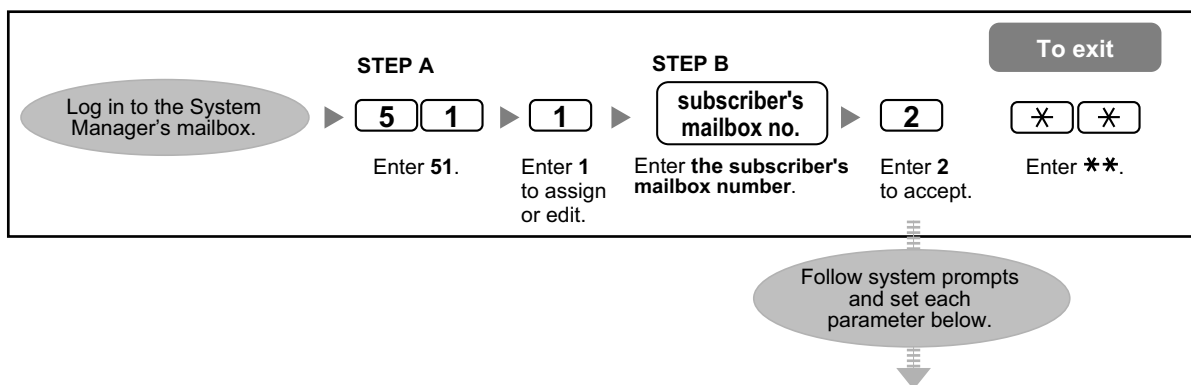 To exit
STEP A
STEP B
Log in to the System
Manager's mailbox.
5 1
1
subscriber's
mailbox no.
2
* *
Enter 51.
Enter 1
to assign
or edit.
Enter the subscriber's
mailbox number.
Enter 2
to accept.
Enter **.
Follow system prompts
and set each
parameter below.